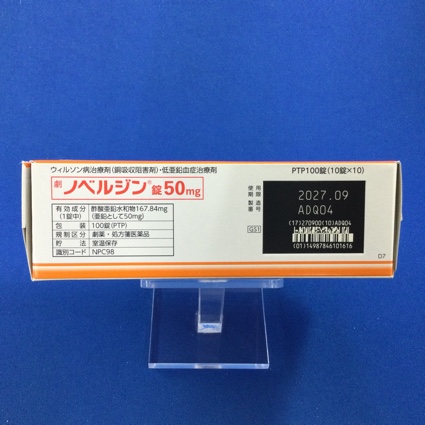 ウィルソン病治療剤(銅吸収阻害剤)・低亜鉛血症治療剤
PTP100錠(10錠×10)
劇 ノベルジン®錠50mg
有効成分(1錠中) 酢酸亜鉛水和物167.84mg(亜鉛として50mg)
包装 100錠(PTP)
規制区分 劇薬・処方箋医薬品
貯法 室温保存
識別コード NPC98
使用期限 2027.09
製造番号 ADQ04
GS1
(17)270900(10)ADQ04
(01)14987846101616
D7